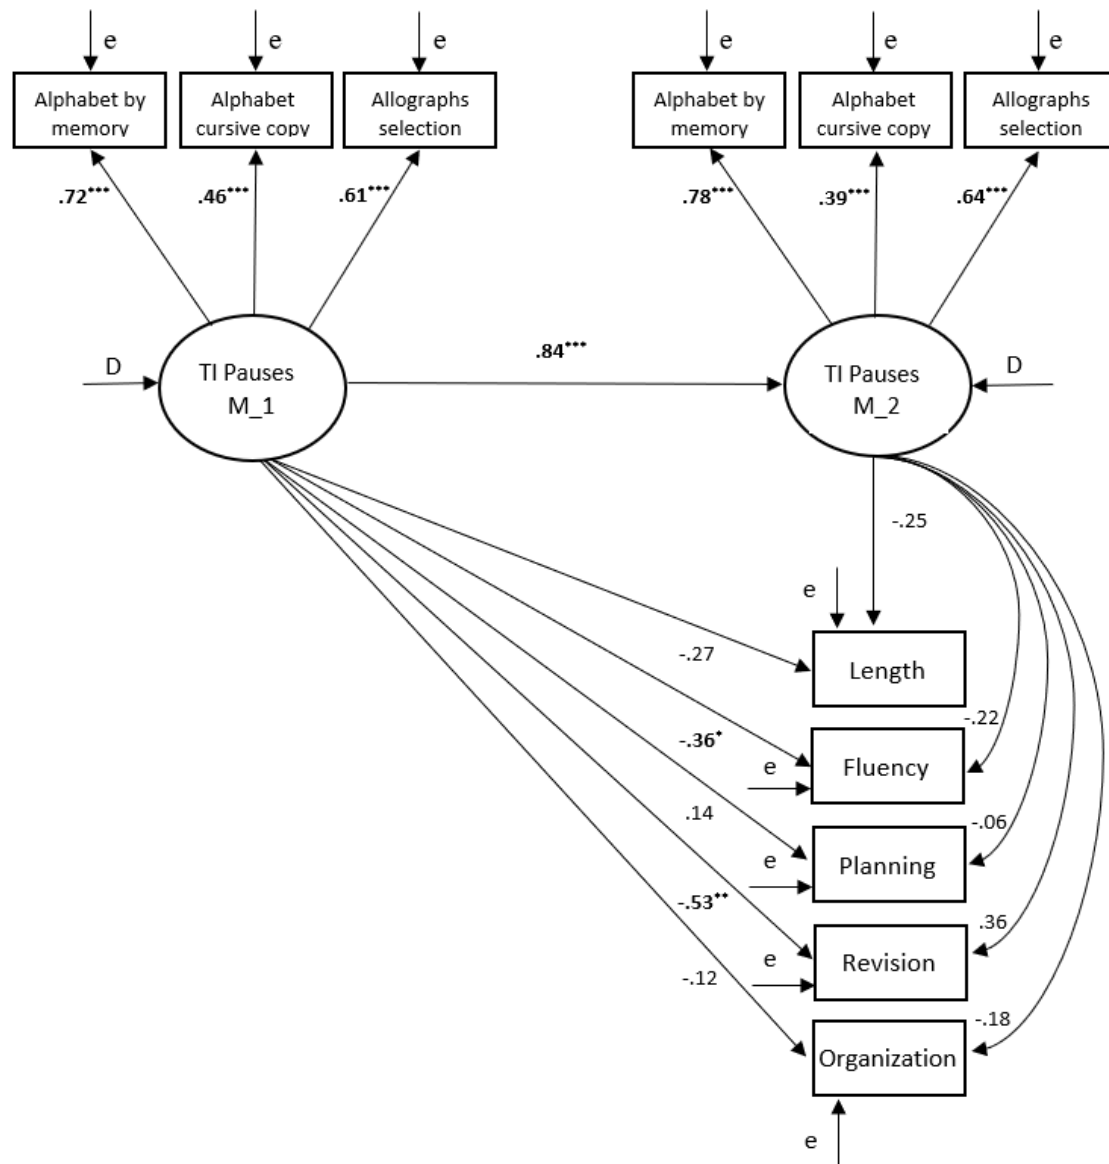 e
e
e
e
e
e
Alphabet by
memory
Alphabet
cursive copy
Allographs
selection
Alphabet by
memory
Alphabet
cursive copy
Allographs
selection
.72***
.46***
.61***
.78***
.39***
.64***
D
TI Pauses
M_1
.84***
TI Pauses
M_2
D
-.25
e
-.27
Length
-.22
-.36*
e
Fluency
.14
-.06
e
Planning
-.53**
.36
e
Revision
-.12
-.18
Organization
e